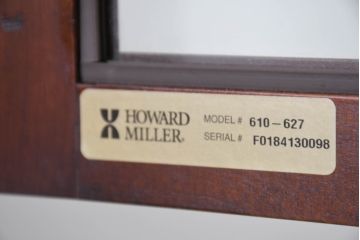 HOWARD MILLER®
MODEL # 610-627
SERIAL # F0184130098